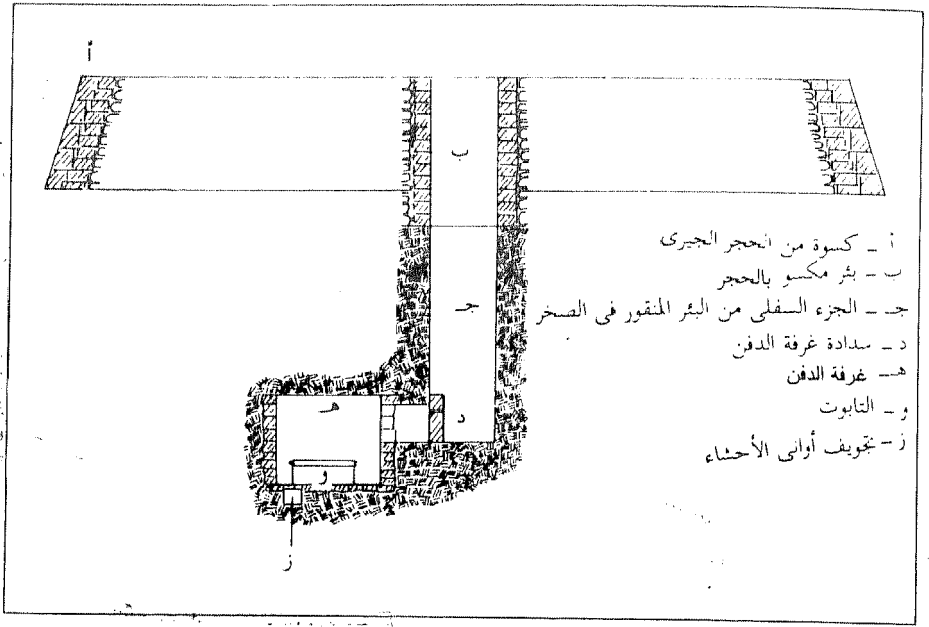 أ
ب
جـ
د
هـ
و
ز
أ – كسوة من الحجر الجيرى
ب – بئر مكسو بالحجر
جـ – الجزء السفلى من البئر المنقور فى الصخر
د – سدادة غرفة الدفن
هـ – غرفة الدفن
و – التابوت
ز – تجويف أوانى الأحشاء